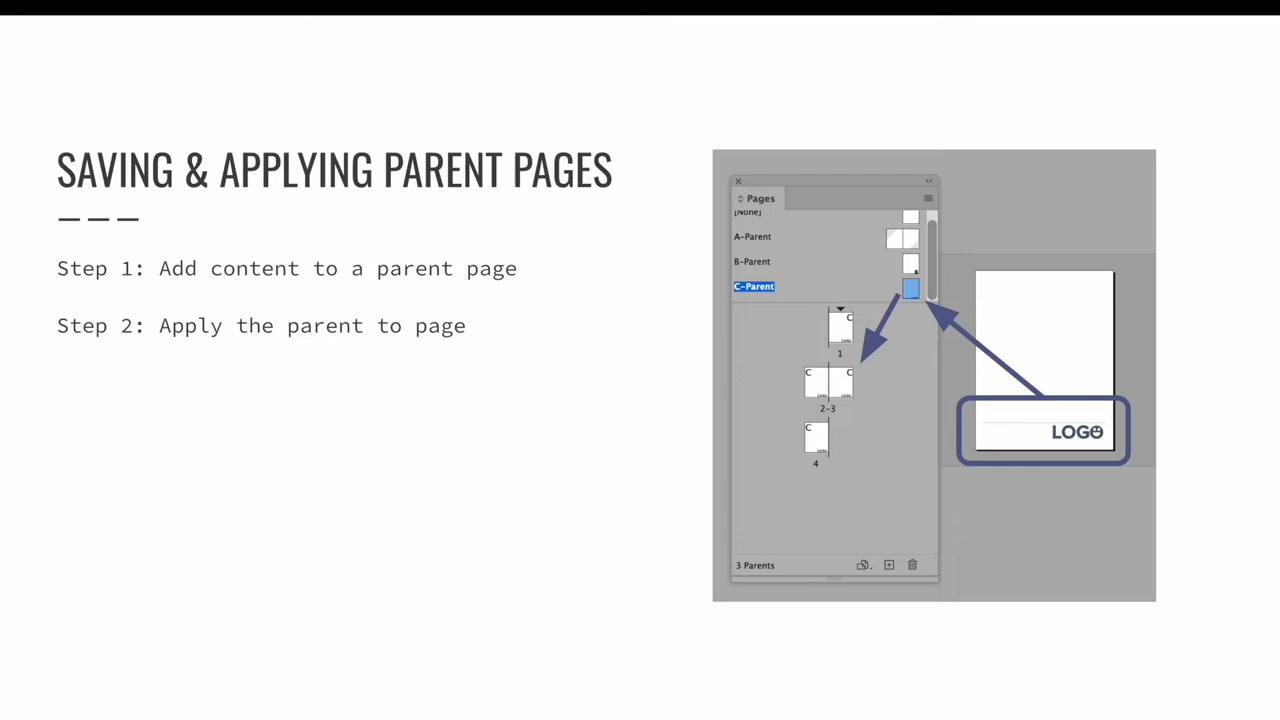 SAVING & APPLYING PARENT PAGES
Step 1: Add content to a parent page
Step 2: Apply the parent to page
Pages
[None]
A-Parent
B-Parent
C-Parent
C
1
C C
2-3
C
4
3 Parents
LOGO